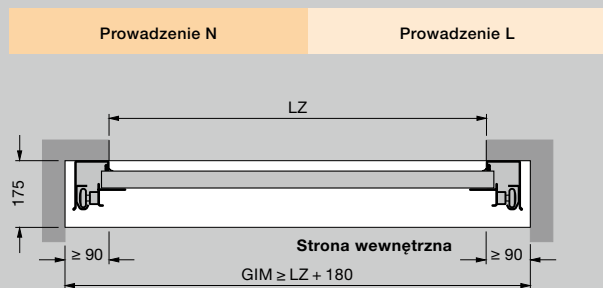 Prowadzenie N
Prowadzenie L
LZ
175
Strona wewnętrzna
≥ 90
≥ 90
GIM ≥ LZ + 180